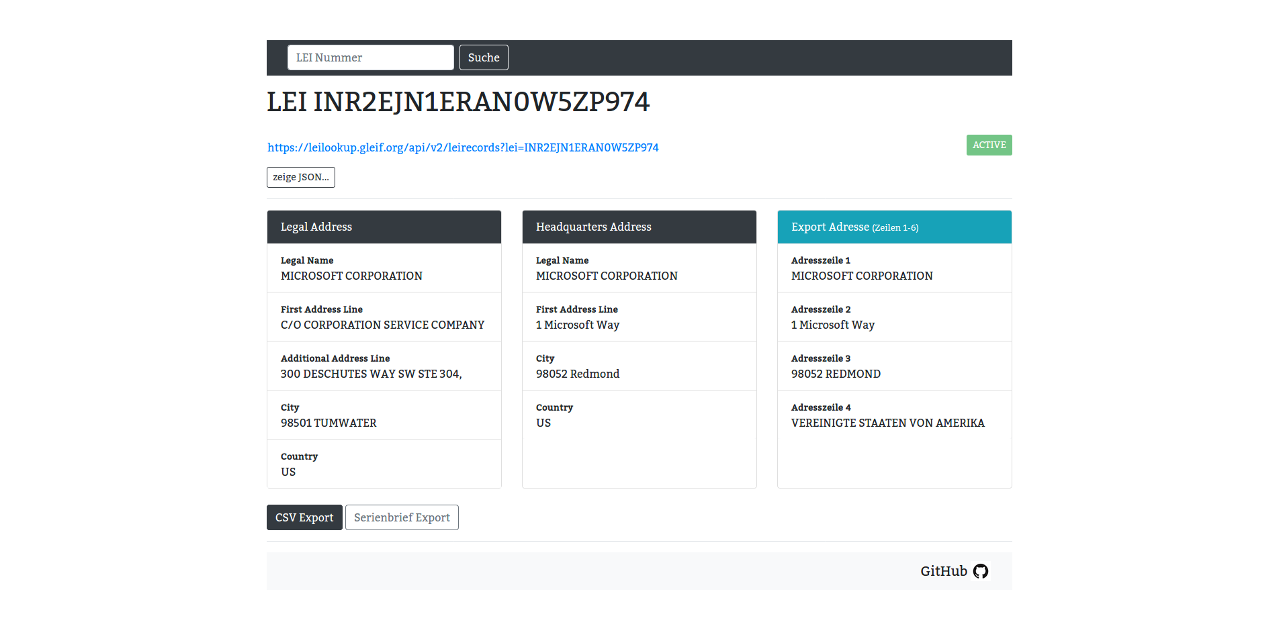 LEI Nummer
Suche
LEI INR2EJN1ERAN0W5ZP974
https://leilookup.gleif.org/api/v2/leirecords?lei=INR2EJN1ERAN0W5ZP974
ACTIVE
zeige JSON...
Legal Address
Legal Name
MICROSOFT CORPORATION
First Address Line
C/O CORPORATION SERVICE COMPANY
Additional Address Line
300 DESCHUTES WAY SW STE 304,
City
98501 TUMWATER
Country
US
Headquarters Address
Legal Name
MICROSOFT CORPORATION
First Address Line
1 Microsoft Way
City
98052 Redmond
Country
US
Export Adresse (Zeilen 1-6)
Adresszeile 1
MICROSOFT CORPORATION
Adresszeile 2
1 Microsoft Way
Adresszeile 3
98052 REDMOND
Adresszeile 4
VEREINIGTE STAATEN VON AMERIKA
CSV Export
Serienbrief Export
GitHub